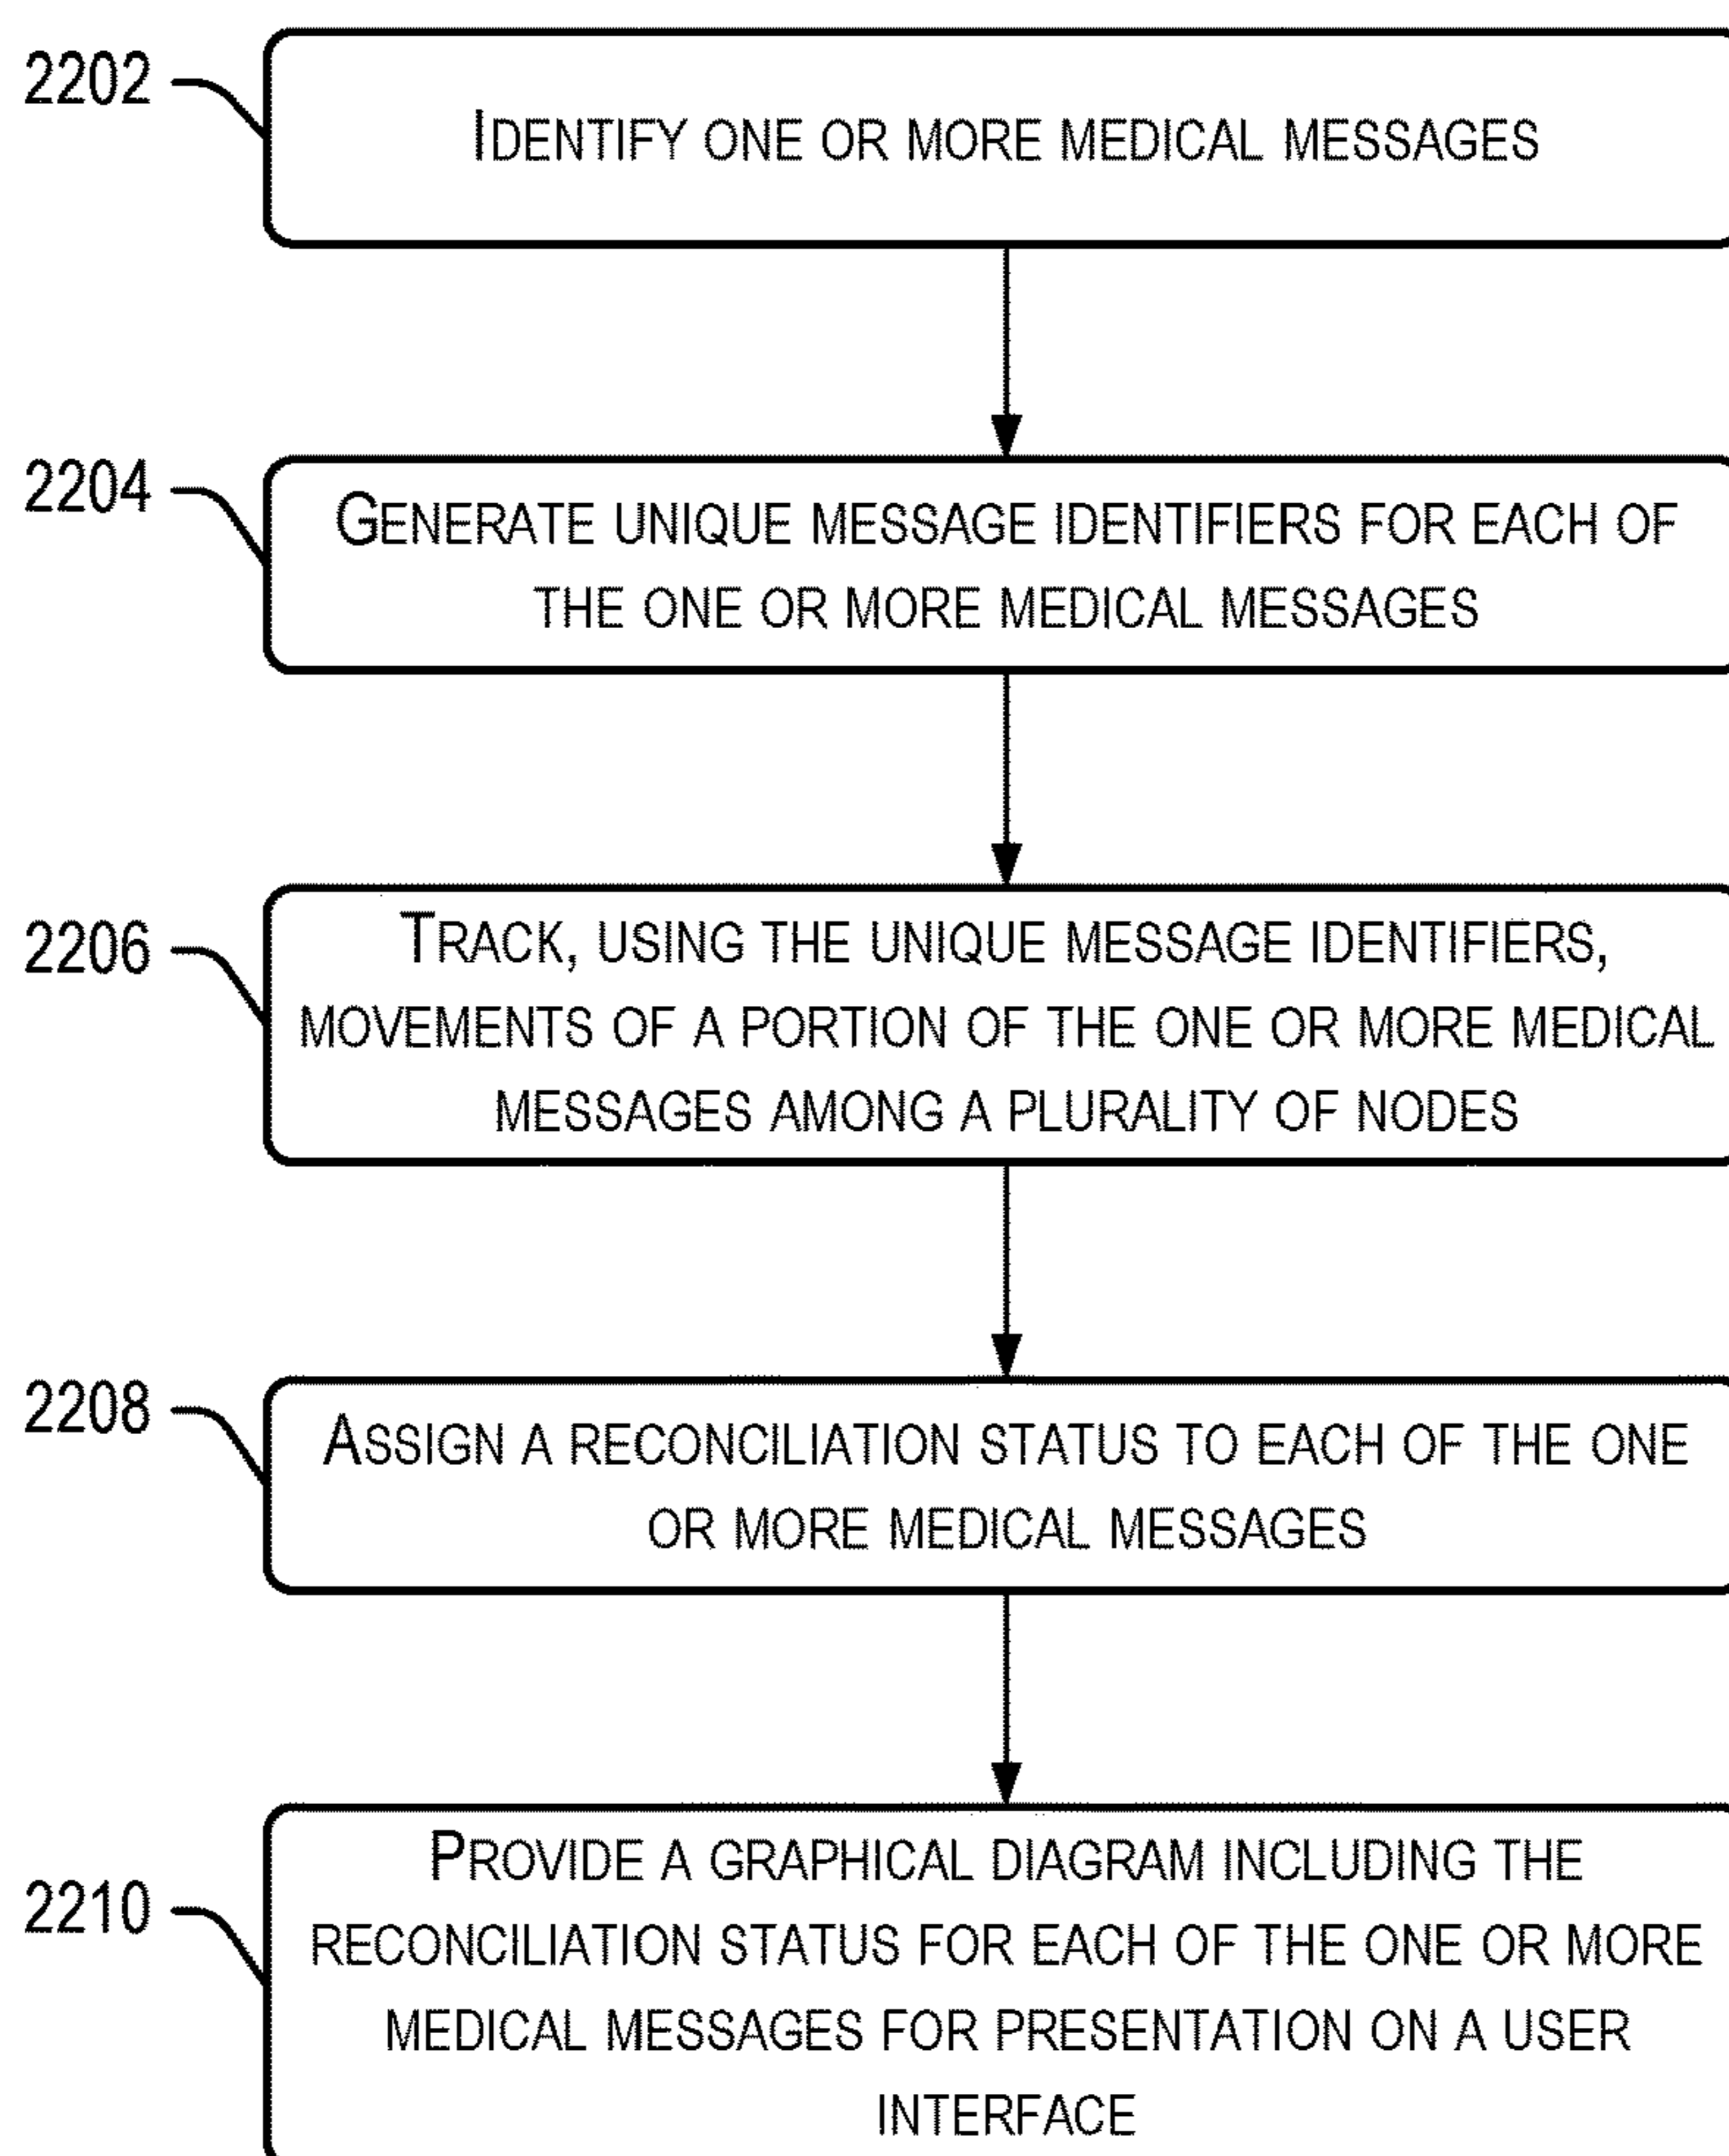 2202
IDENTIFY ONE OR MORE MEDICAL MESSAGES
2204
GENERATE UNIQUE MESSAGE IDENTIFIERS FOR EACH OF
THE ONE OR MORE MEDICAL MESSAGES
2206
TRACK, USING THE UNIQUE MESSAGE IDENTIFIERS,
MOVEMENTS OF A PORTION OF THE ONE OR MORE MEDICAL
MESSAGES AMONG A PLURALITY OF NODES
2208
ASSIGN A RECONCILIATION STATUS TO EACH OF THE ONE
OR MORE MEDICAL MESSAGES
2210
PROVIDE A GRAPHICAL DIAGRAM INCLUDING THE
RECONCILIATION STATUS FOR EACH OF THE ONE OR MORE
MEDICAL MESSAGES FOR PRESENTATION ON A USER
INTERFACE